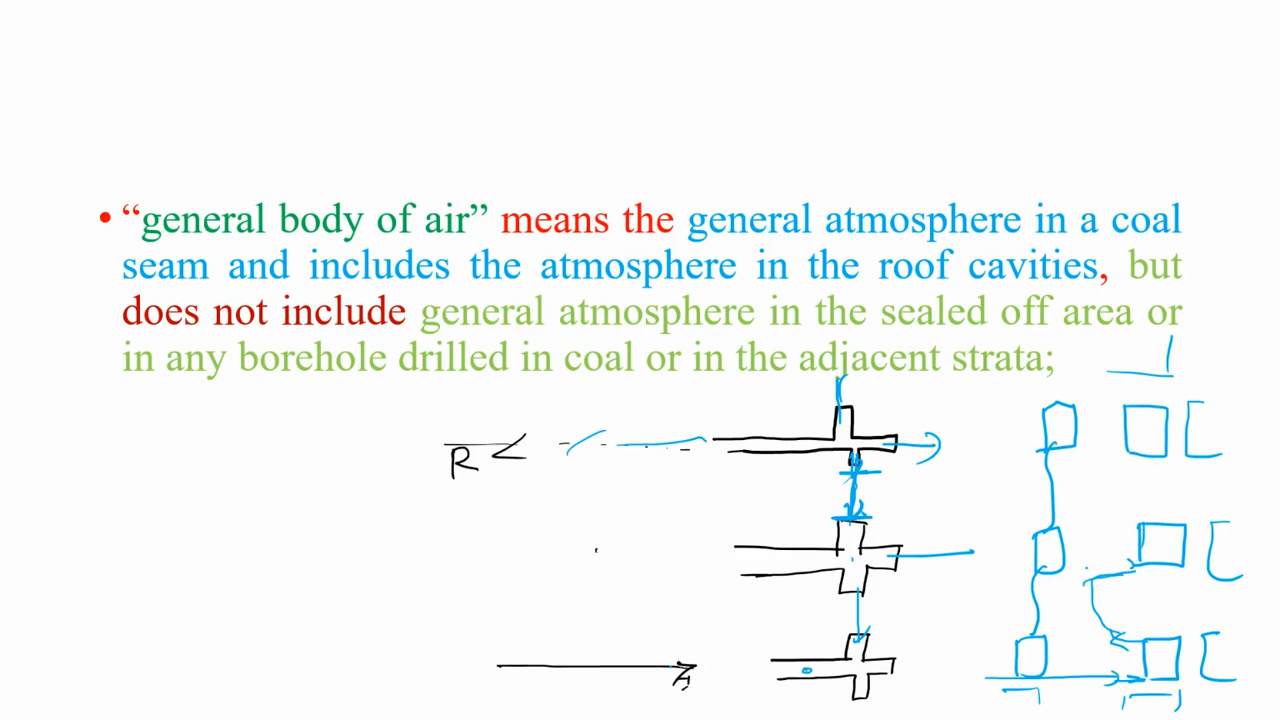 • “general body of air” means the general atmosphere in a coal
seam and includes the atmosphere in the roof cavities, but
does not include general atmosphere in the sealed off area or
in any borehole drilled in coal or in the adjacent strata;
R